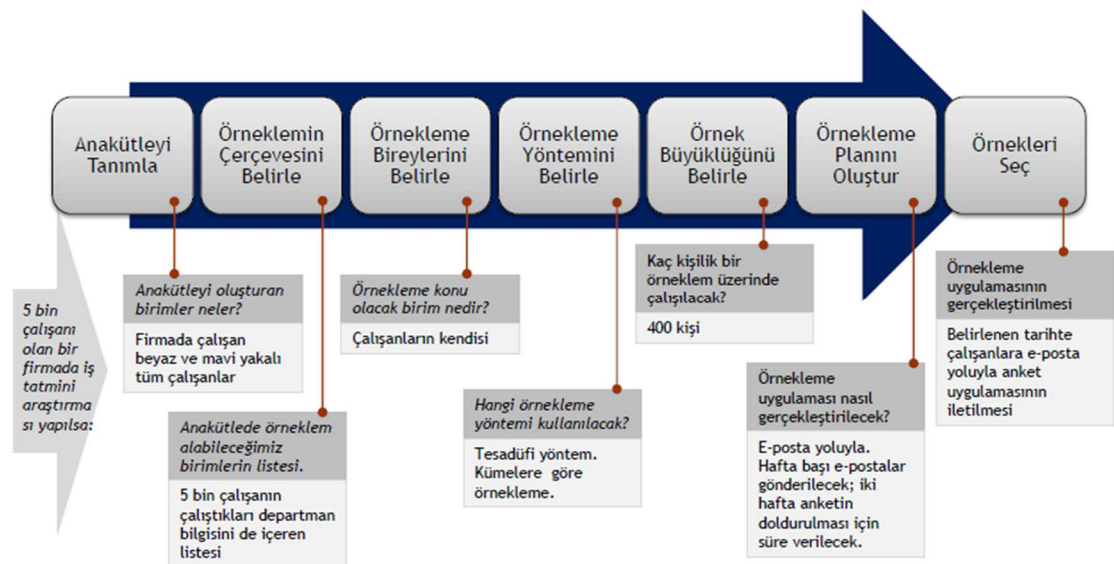 Anakütleyi
Tanımla
Örneklemin
Çerçevesini
Belirle
Örnekleme
Bireylerini
Belirle
Örnekleme
Yöntemini
Belirle
Örnek
Büyüklüğünü
Belirle
Örnekleme
Planını
Oluştur
Örnekleri
Seç
5 bin
çalışanı
olan bir
firmada iş
tatmini
araştırma
sı yapılsa:
Anakütleyi oluşturan
birimler neler?
Firmada çalışan
beyaz ve mavi yakalı
tüm çalışanlar
Anakütlede örneklem
alabileceğimiz
birimlerin listesi.
5 bin çalışanın
çalıştıkları departman
bilgisini de içeren
listesi
Örnekleme konu
olacak birim nedir?
Çalışanların kendisi
Hangi örnekleme
yöntemi kullanılacak?
Tesadüfi yöntem.
Kümelere göre
örnekleme.
Kaç kişilik bir
örneklem üzerinde
çalışılacak?
400 kişi
Örnekleme
uygulaması nasıl
gerçekleştirilecek?
E-posta yoluyla.
Hafta başı e-postalar
gönderilecek; iki
hafta anketin
doldurulması için
süre verilecek.
Örnekleme
uygulamasının
gerçekleştirilmesi
Belirlenen tarihte
çalışanlara e-posta
yoluyla anket
uygulamasının
iletilmesi